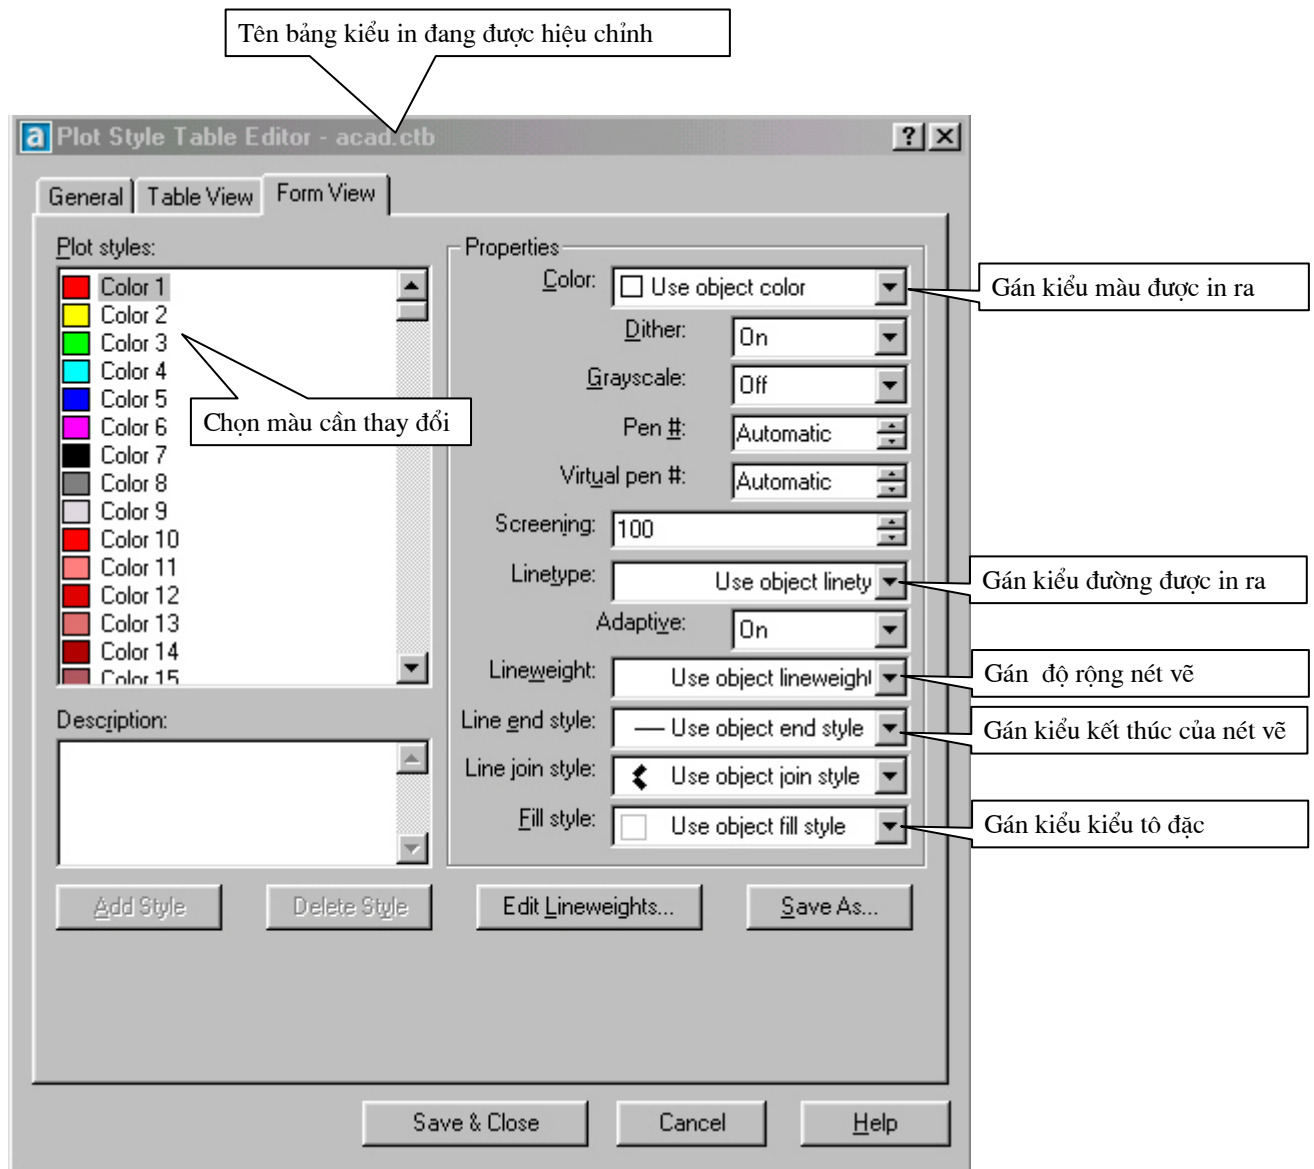 Tên bảng kiểu in đang được hiệu chỉnh
Plot Style Table Editor - acad.ctb
General
Table View
Form View
Plot styles:
Color 1
Color 2
Color 3
Color 4
Color 5
Color 6
Color 7
Color 8
Color 9
Color 10
Color 11
Color 12
Color 13
Color 14
Color 15
Chọn màu cần thay đổi
Description:
Properties
Color: Use object color
Gán kiểu màu được in ra
Dither: On
Grayscale: Off
Pen #: Automatic
Virtual pen #: Automatic
Screening: 100
Linetype: Use object linety
Gán kiểu đường được in ra
Adaptive: On
Lineweight: Use object lineweight
Gán độ rộng nét vẽ
Line end style: Use object end style
Gán kiểu kết thúc của nét vẽ
Line join style: Use object join style
Fill style: Use object fill style
Gán kiểu kiểu tô đặc
Add Style
Delete Style
Edit Lineweights...
Save As...
Save & Close
Cancel
Help